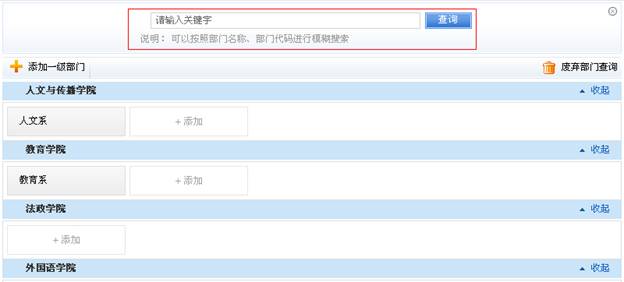 请输入关键字 查询
说明： 可以按照部门名称、部门代码进行模糊搜索
添加一级部门 废弃部门查询
人文与传播学院 收起
人文系 +添加
教育学院 收起
教育系 +添加
法政学院 收起
+添加
外国语学院 收起